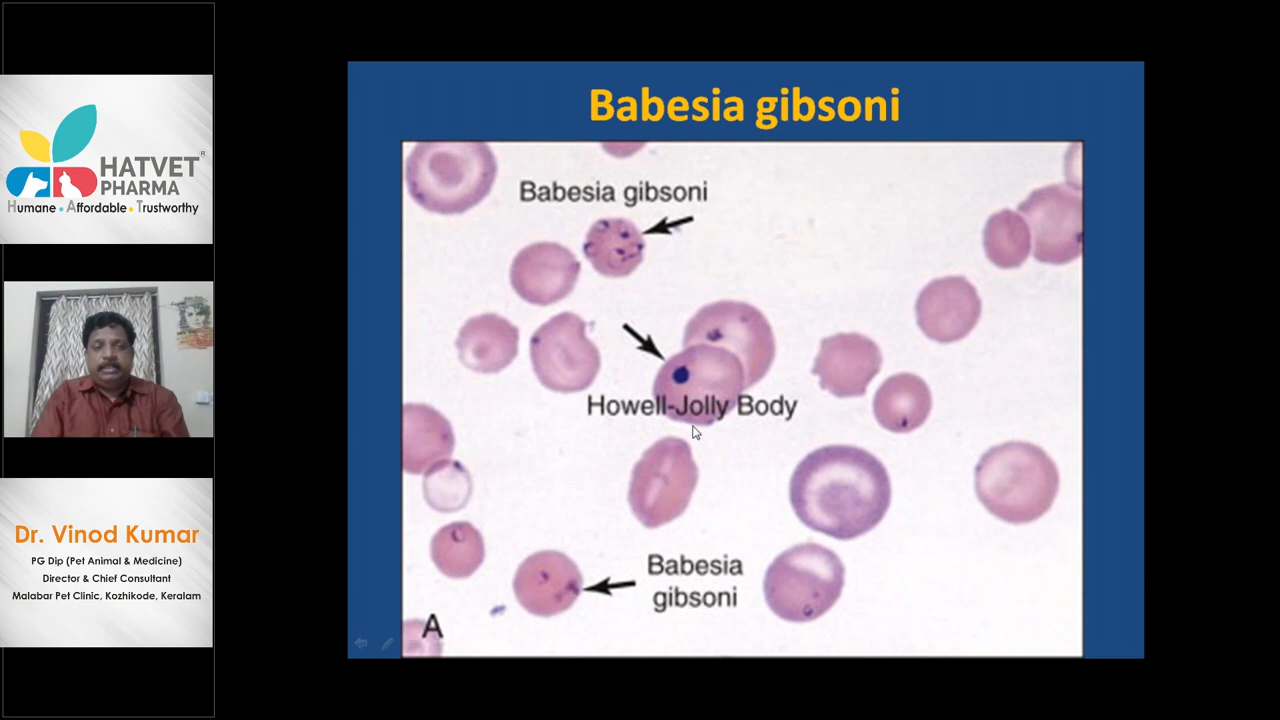 HATVET®
PHARMA
Humane • Affordable • Trustworthy
Dr. Vinod Kumar
PG Dip (Pet Animal & Medicine)
Director & Chief Consultant
Malabar Pet Clinic, Kozhikode, Keralam
Babesia gibsoni
Babesia gibsoni
Howell-Jolly Body
Babesia
gibsoni
A